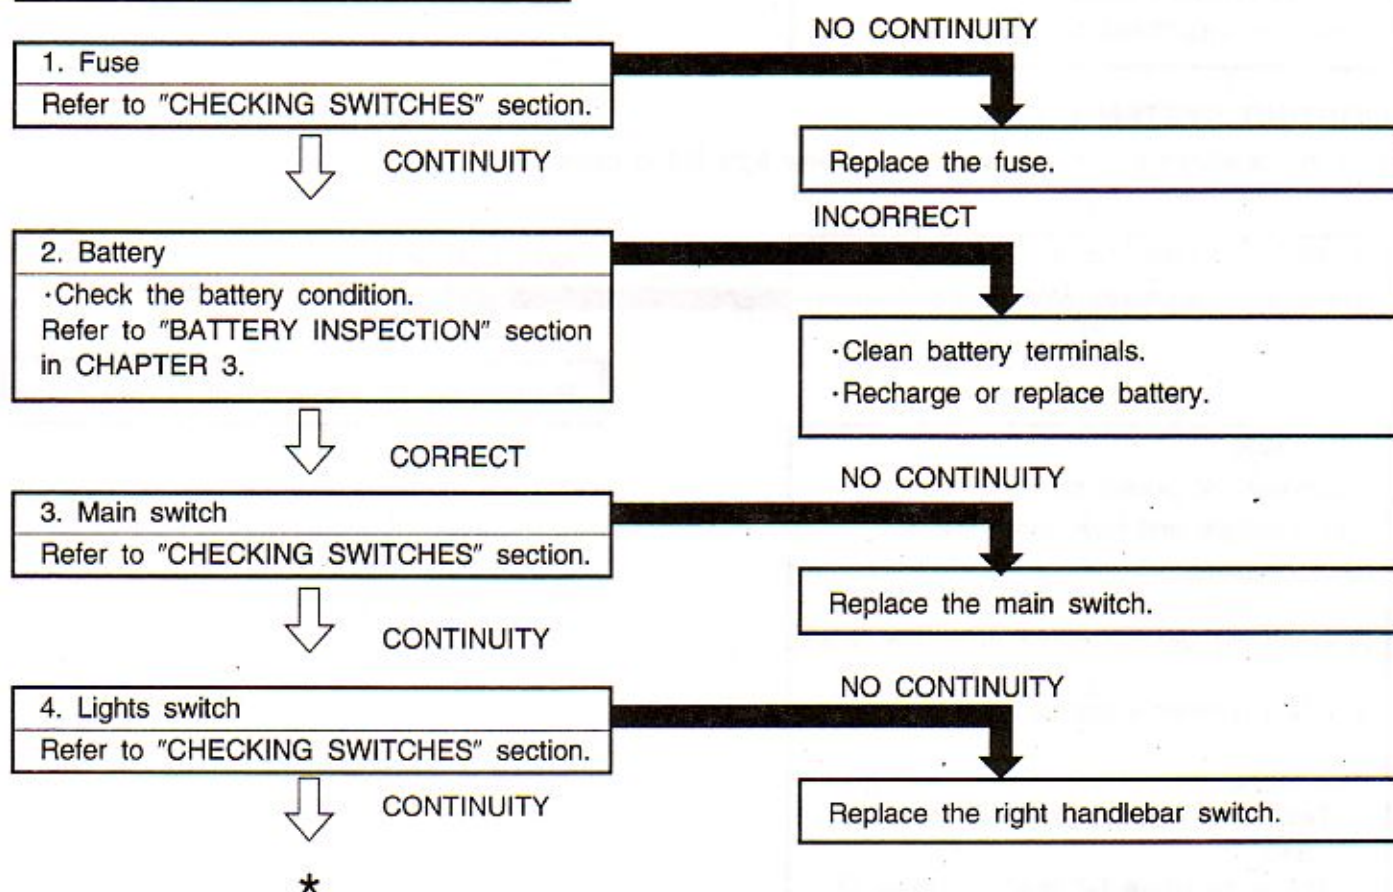 NO CONTINUITY
1. Fuse
Refer to "CHECKING SWITCHES" section.
CONTINUITY
Replace the fuse.
INCORRECT
2. Battery
·Check the battery condition.
Refer to "BATTERY INSPECTION" section
in CHAPTER 3.
·Clean battery terminals.
·Recharge or replace battery.
CORRECT
NO CONTINUITY
3. Main switch
Refer to "CHECKING SWITCHES" section.
Replace the main switch.
CONTINUITY
NO CONTINUITY
4. Lights switch
Refer to "CHECKING SWITCHES" section.
CONTINUITY
Replace the right handlebar switch.
*